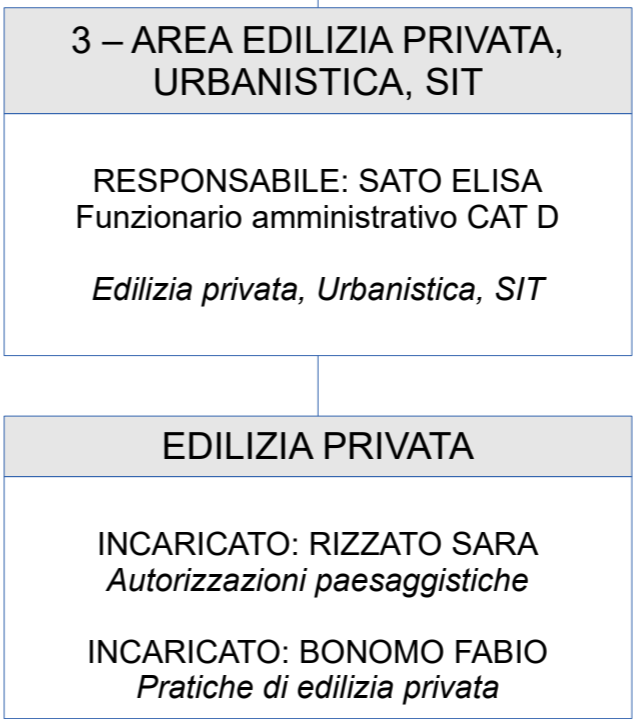 3 – AREA EDILIZIA PRIVATA,
URBANISTICA, SIT
RESPONSABILE: SATO ELISA
Funzionario amministrativo CAT D
Edilizia privata, Urbanistica, SIT
EDILIZIA PRIVATA
INCARICATO: RIZZATO SARA
Autorizzazioni paesaggistiche
INCARICATO: BONOMO FABIO
Pratiche di edilizia privata